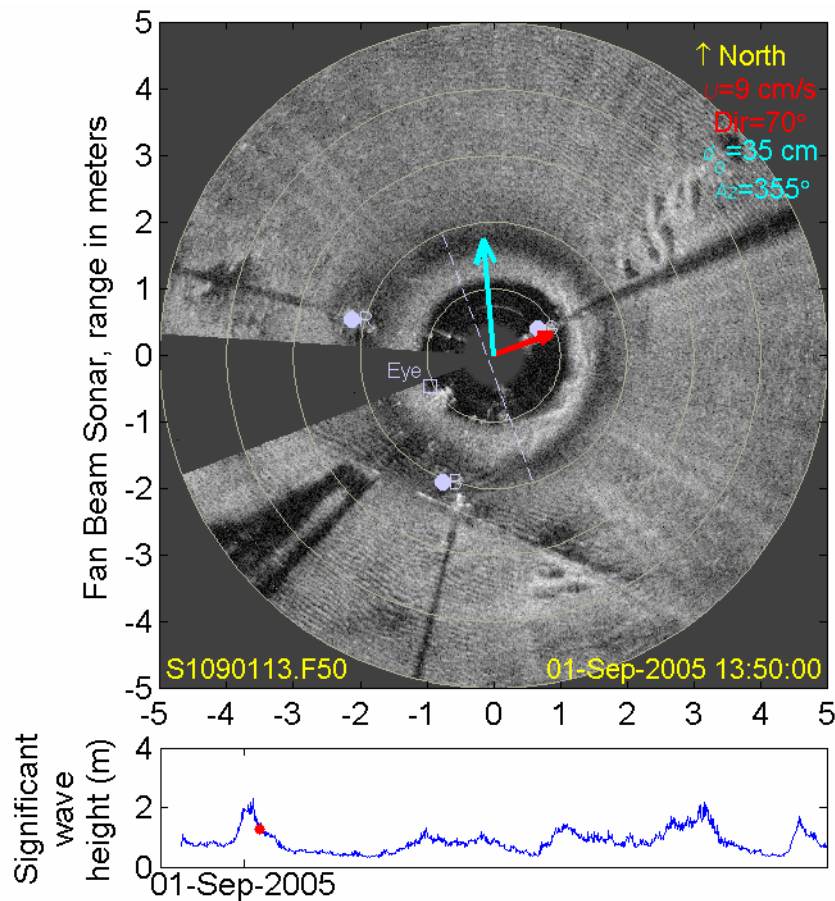 ↑ North
U=9 cm/s
Dir=70°
d_o=35 cm
Az=355°
Fan Beam Sonar, range in meters
5
4
3
2
1
0
-1
-2
-3
-4
-5
R
Eye
B
S1090113.F50
01-Sep-2005 13:50:00
-5 -4 -3 -2 -1 0 1 2 3 4 5
Significant
wave
height (m)
4
2
0
01-Sep-2005